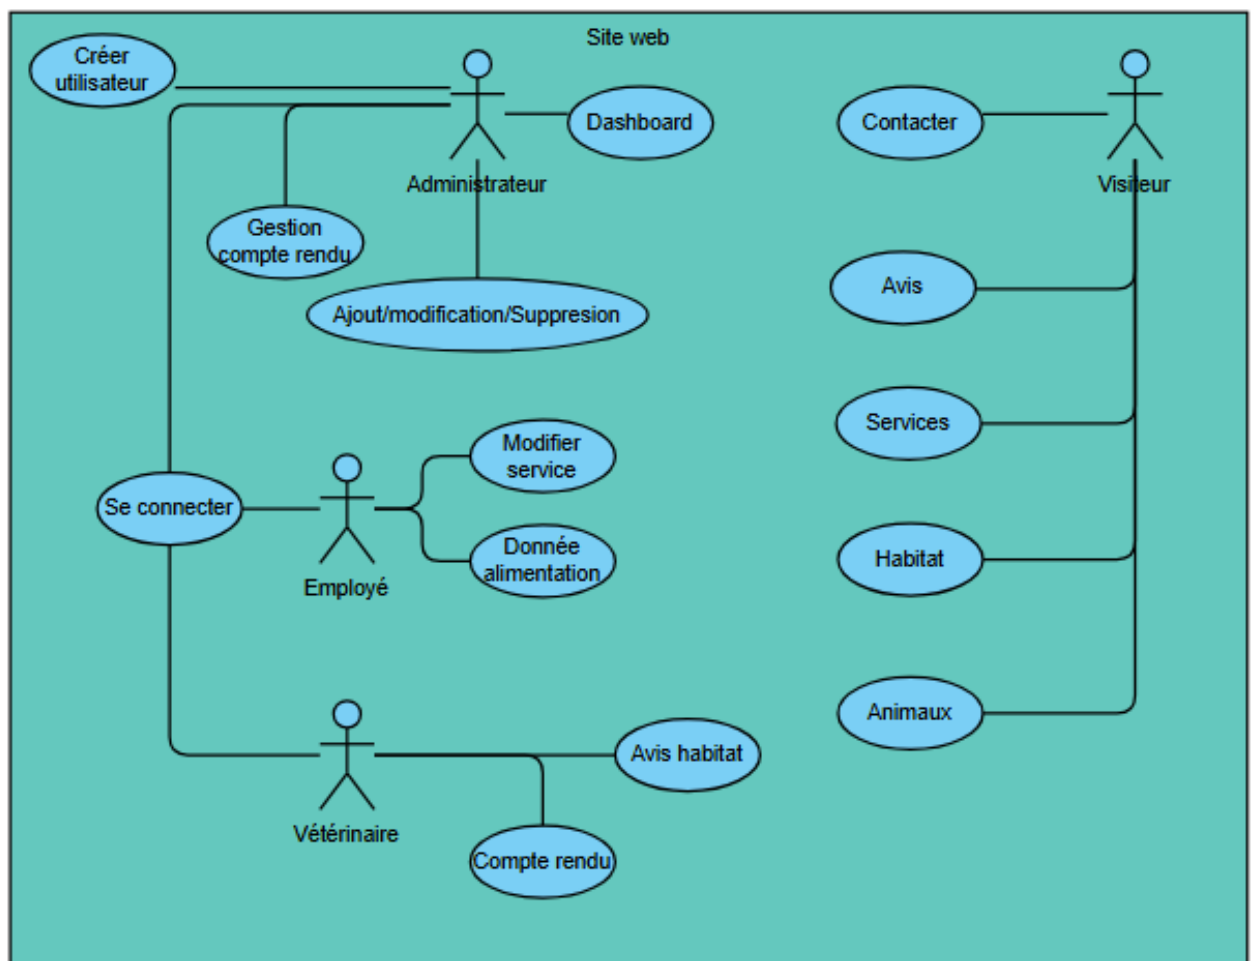 Site web
Créer
utilisateur
Dashboard
Contacter
Administrateur
Visiteur
Gestion
compte rendu
Avis
Ajout/modification/Suppresion
Services
Modifier
service
Se connecter
Donnée
alimentation
Habitat
Employé
Animaux
Avis habitat
Vétérinaire
Compte rendu